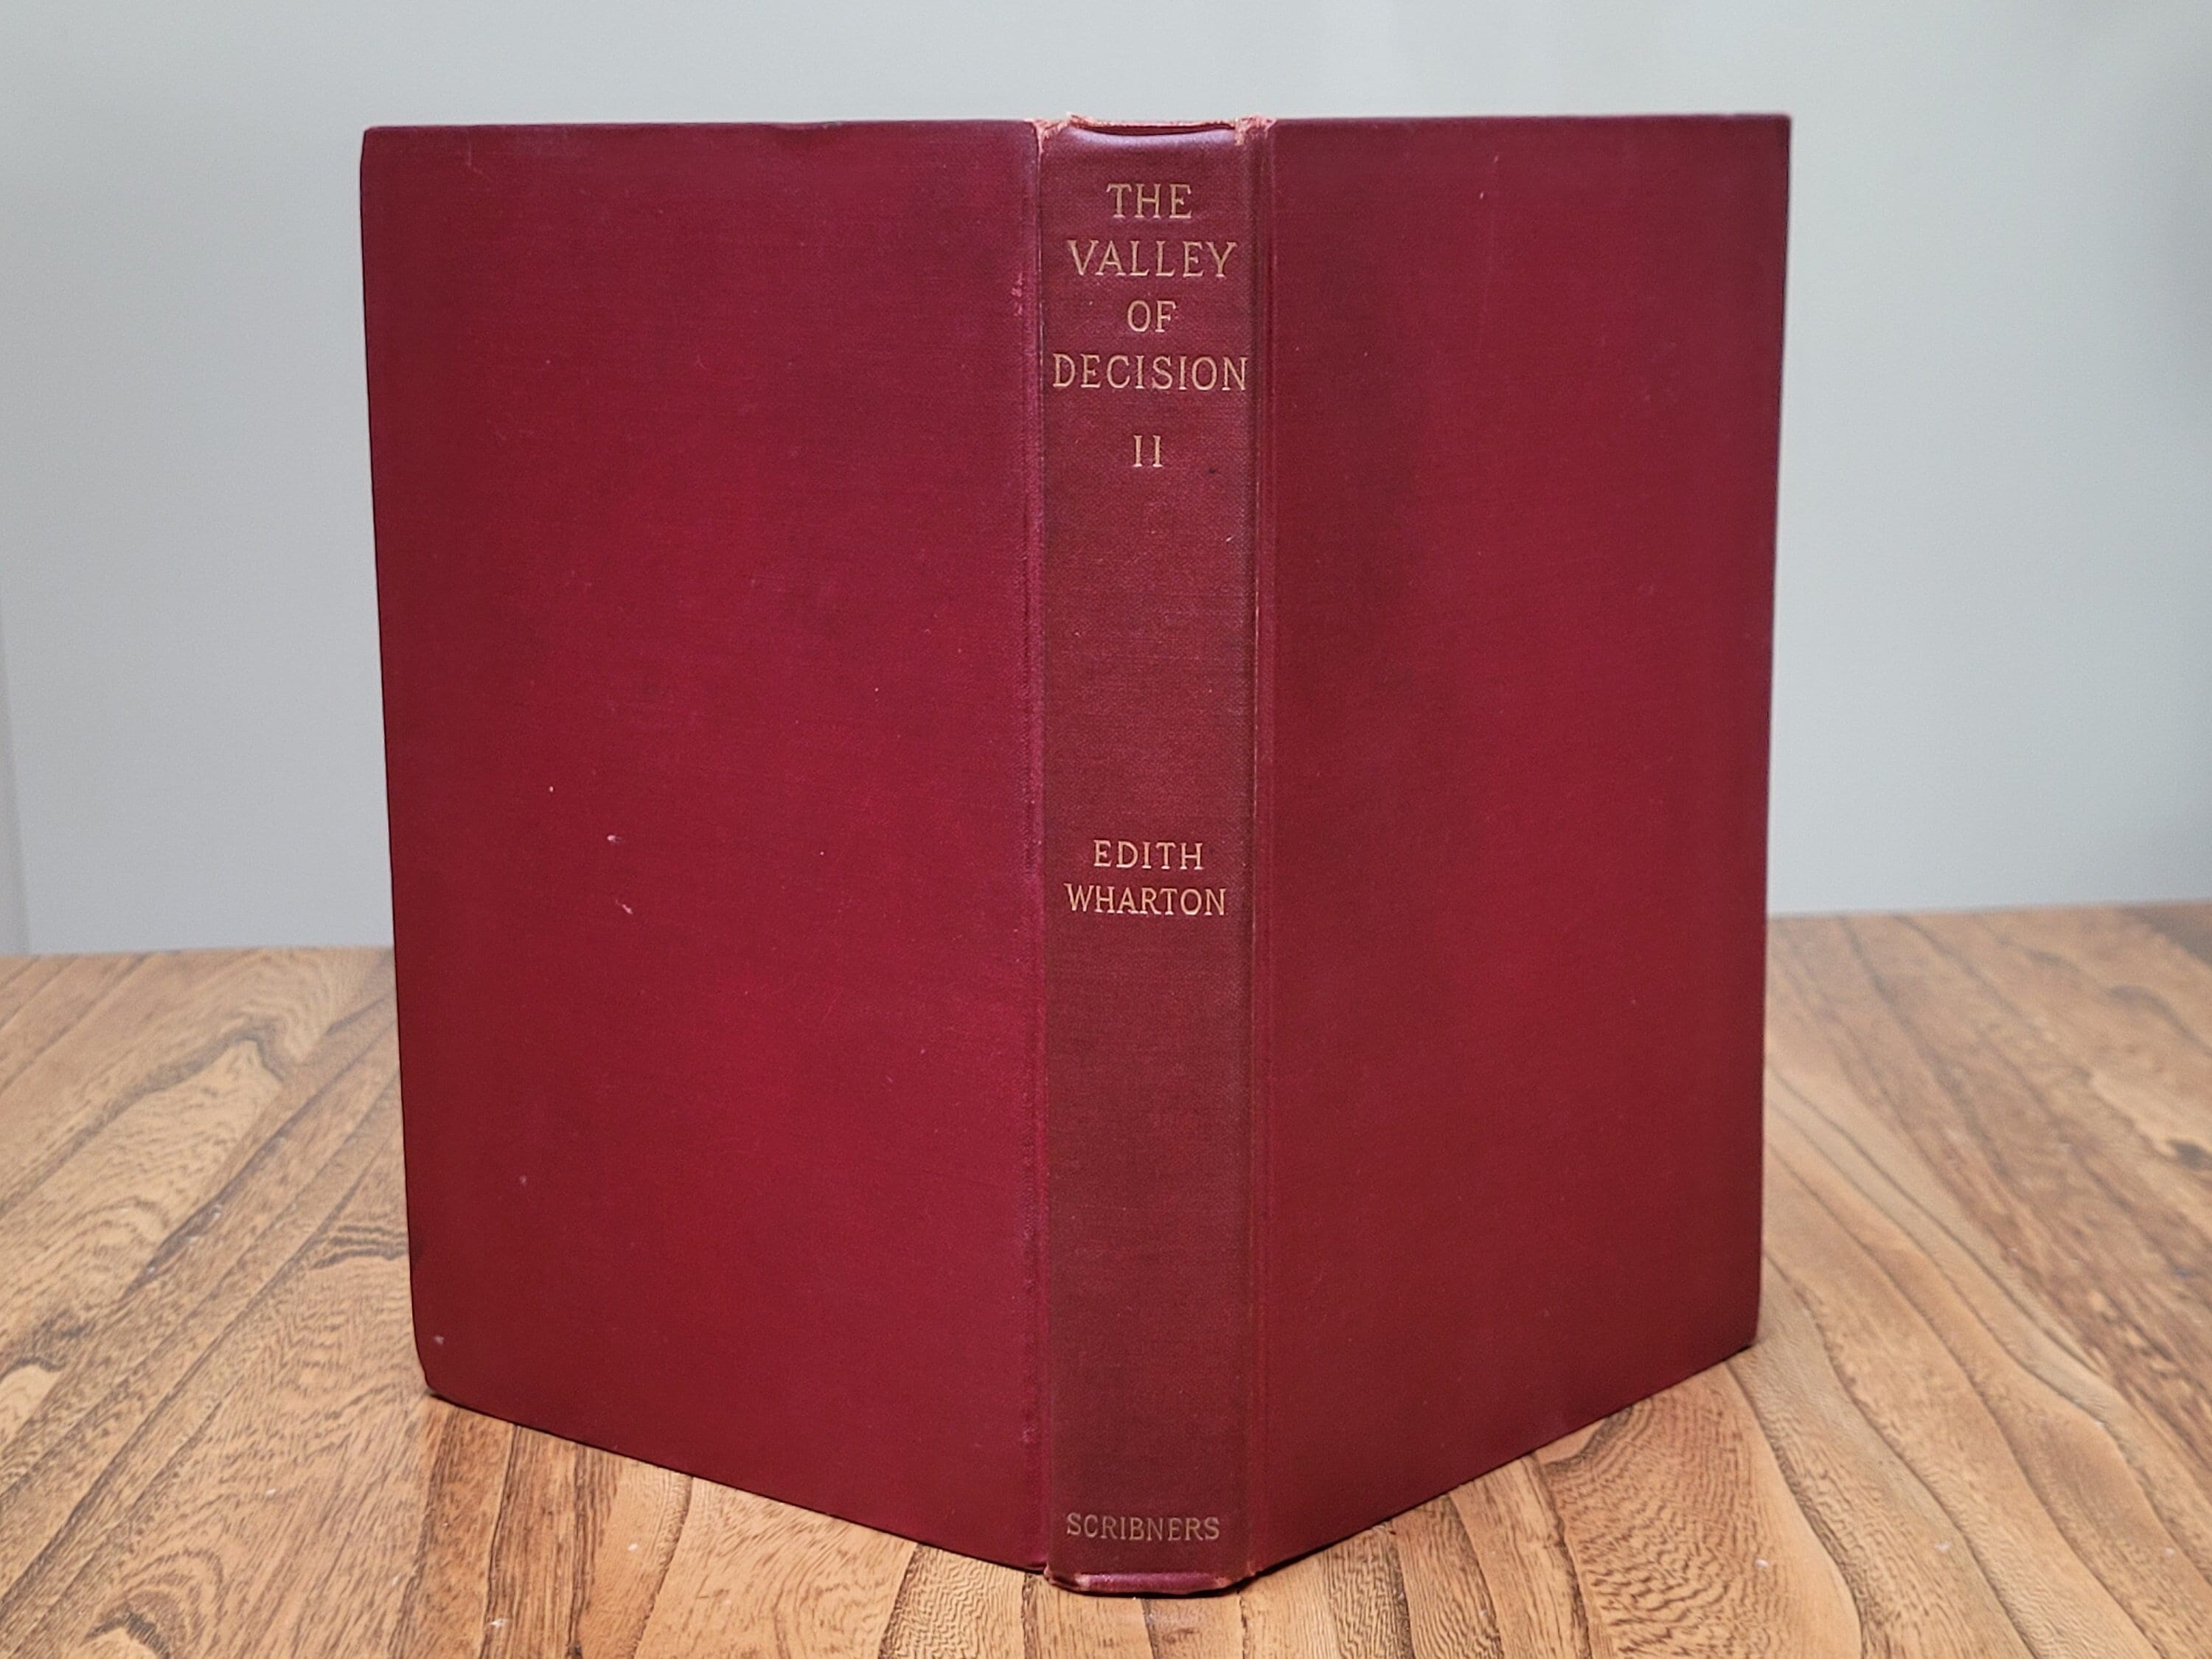 THE
VALLEY
OF
DECISION
II
EDITH
WHARTON
SCRIBNERS